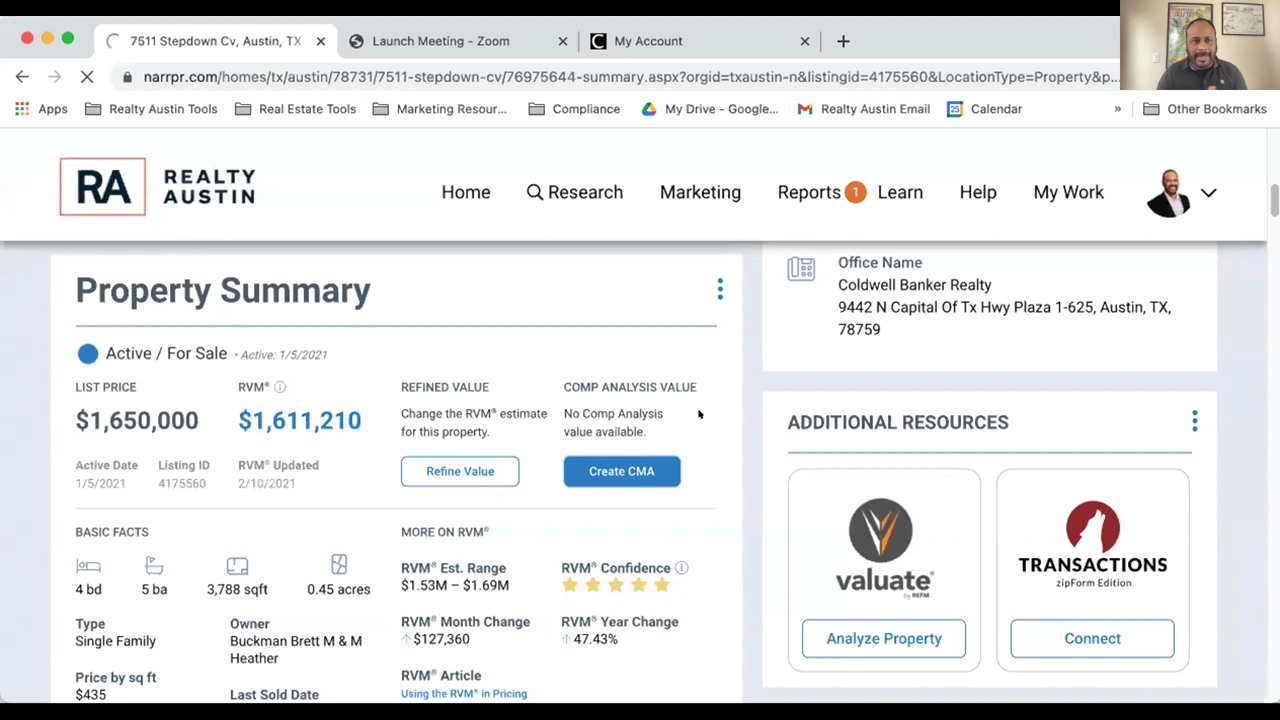 7511 Stepdown Cv, Austin, TX
Launch Meeting - Zoom
C
My Account
narrpr.com/homes/tx/austin/78731/7511-stepdown-cv/76975644-summary.aspx?orgid=txaustin-n&listingid=4175560&LocationType=Property&p...
Apps
Realty Austin Tools
Real Estate Tools
Marketing Resour...
Compliance
My Drive - Google...
Realty Austin Email
Calendar
»
Other Bookmarks
RA
REALTY
AUSTIN
Home
Research
Marketing
Reports 1
Learn
Help
My Work
Property Summary
Active / For Sale • Active: 1/5/2021
LIST PRICE
$1,650,000
Active Date
1/5/2021
Listing ID
4175560
RVM®
$1,611,210
RVM® Updated
2/10/2021
REFINED VALUE
Change the RVM® estimate
for this property.
Refine Value
COMP ANALYSIS VALUE
No Comp Analysis
value available.
Create CMA
BASIC FACTS
4 bd
5 ba
3,788 sqft
0.45 acres
Type
Single Family
Owner
Buckman Brett M & M
Heather
Price by sq ft
$435
Last Sold Date
MORE ON RVM®
RVM® Est. Range
$1.53M – $1.69M
RVM® Confidence
RVM® Month Change
↑ $127,360
RVM® Year Change
↑ 47.43%
RVM® Article
Using the RVM® in Pricing
Office Name
Coldwell Banker Realty
9442 N Capital Of Tx Hwy Plaza 1-625, Austin, TX,
78759
ADDITIONAL RESOURCES
valuate®
by REFM
Analyze Property
TRANSACTIONS
zipForm Edition
Connect